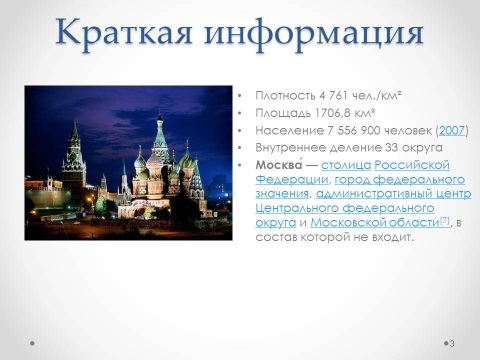 Краткая информация
Плотность 4 761 чел./км²
Площадь 1706,8 км²
Население 7 556 900 человек (2007)
Внутреннее деление 33 округа
Москва́ — столица Российской
Федерации, город федерального
значения, административный центр
Центрального федерального
округа и Московской области[7], в
состав которой не входит.
3